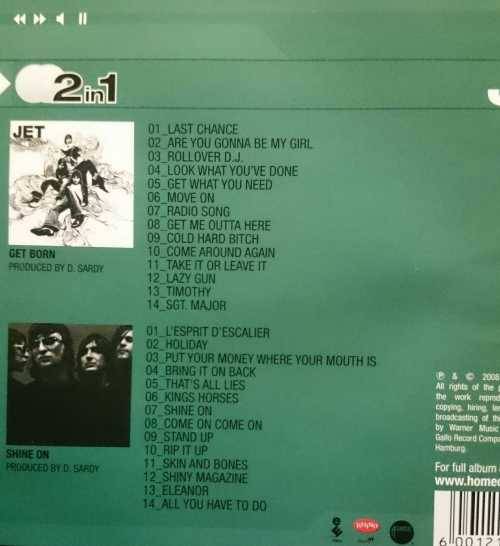 2in1
JET
GET BORN
PRODUCED BY D. SARDY
01_LAST CHANCE
02_ARE YOU GONNA BE MY GIRL
03_ROLLOVER D.J.
04_LOOK WHAT YOU'VE DONE
05_GET WHAT YOU NEED
06_MOVE ON
07_RADIO SONG
08_GET ME OUTTA HERE
09_COLD HARD BITCH
10_COME AROUND AGAIN
11_TAKE IT OR LEAVE IT
12_LAZY GUN
13_TIMOTHY
14_SGT. MAJOR
SHINE ON
PRODUCED BY D. SARDY
01_L'ESPRIT D'ESCALIER
02_HOLIDAY
03_PUT YOUR MONEY WHERE YOUR MOUTH IS
04_BRING IT ON BACK
05_THAT'S ALL LIES
06_KINGS HORSES
07_SHINE ON
08_COME ON COME ON
09_STAND UP
10_RIP IT UP
11_SKIN AND BONES
12_SHINY MAGAZINE
13_ELEANOR
14_ALL YOU HAVE TO DO
℗ & © 2008
All rights of the
the work reprod
copying, hiring, le
broadcasting of th
by Warner Music
Gallo Record Compa
Hamburg.
For full album
www.homeo
RHINO
6 00121